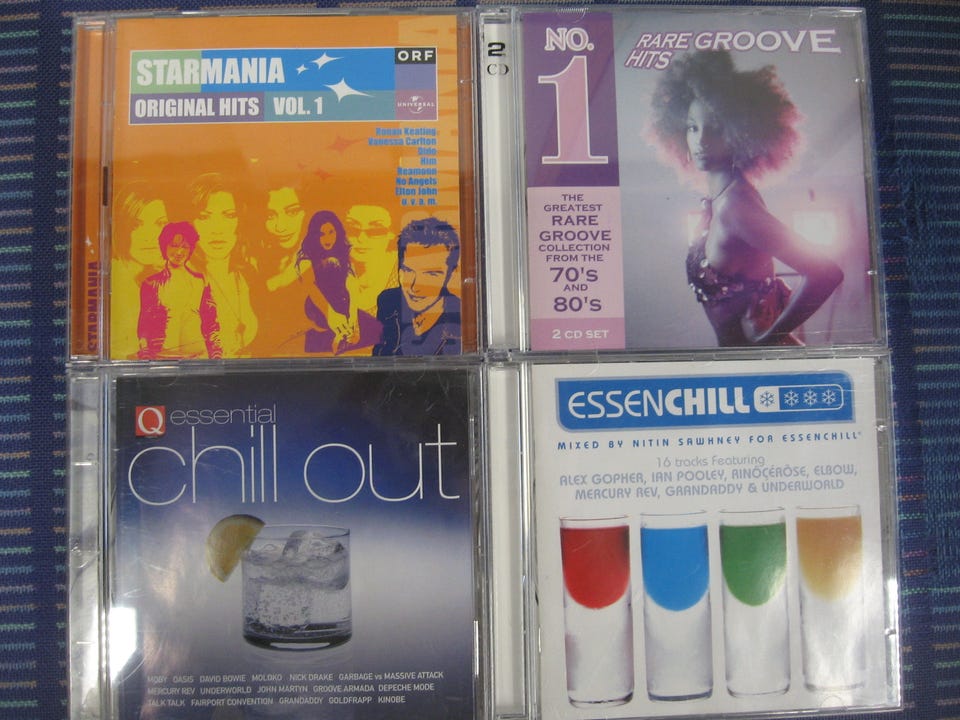 STARMANIA
ORIGINAL HITS VOL. 1
ORF
UNIVERSAL
Ronan Keating
Vanessa Carlton
Dido
Him
Reamonn
No Angels
Elton John
u.v.a.m.
STARMANIA
2
CD
NO.
1
RARE GROOVE
HITS
THE
GREATEST
RARE
GROOVE
COLLECTION
FROM THE
70's
AND
80's
2 CD SET
Q essential
chill out
MOBY OASIS DAVID BOWIE MOLOKO NICK DRAKE GARBAGE vs MASSIVE ATTACK
MERCURY REV UNDERWORLD JOHN MARTYN GROOVE ARMADA DEPECHE MODE
TALK TALK FAIRPORT CONVENTION GRANDADDY GOLDFRAPP KINOBE
ESSENCHILL
MIXED BY NITIN SAWHNEY FOR ESSENCHILL
16 tracks Featuring
ALEX GOPHER, IAN POOLEY, RINÔÇÉRÔSE, ELBOW,
MERCURY REV, GRANDADDY & UNDERWORLD